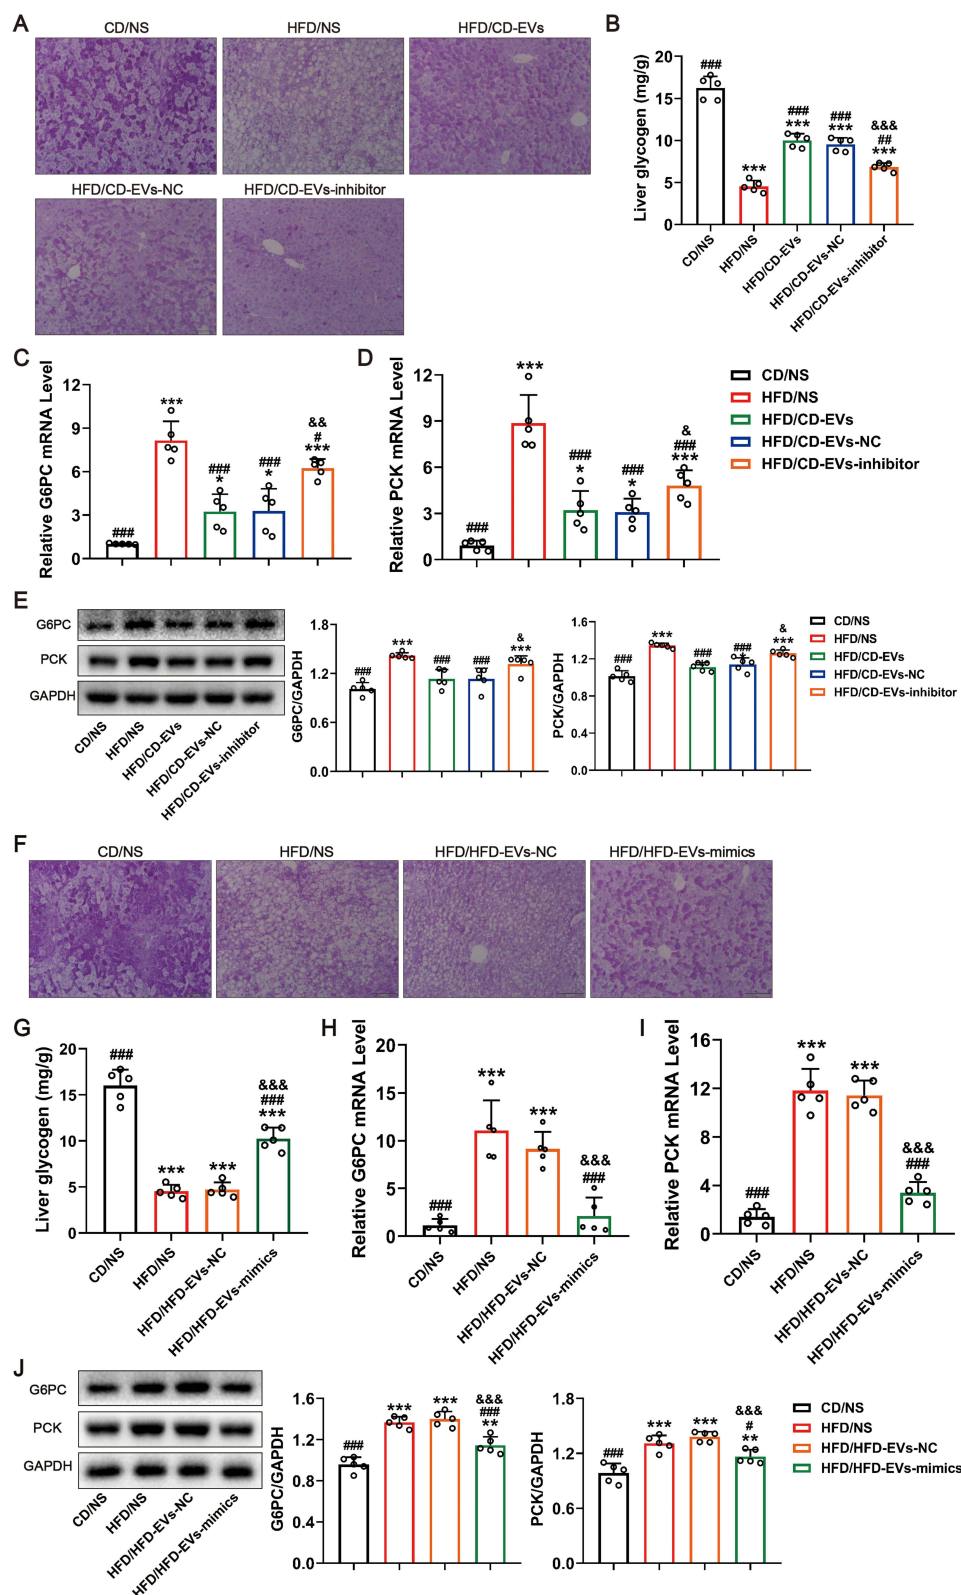 A
CD/NS
HFD/NS
HFD/CD-EVs
HFD/CD-EVs-NC
HFD/CD-EVs-inhibitor
B
Liver glycogen (mg/g)
20
15
10
5
0
###
***
###
***
###
***
&&&
##
***
CD/NS
HFD/NS
HFD/CD-EVs
HFD/CD-EVs-NC
HFD/CD-EVs-inhibitor
C
Relative G6PC mRNA Level
12
9
6
3
0
###
***
###
*
###
*
&&
#
***
D
Relative PCK mRNA Level
12
9
6
3
0
###
***
###
*
###
*
&
###
***
CD/NS
HFD/NS
HFD/CD-EVs
HFD/CD-EVs-NC
HFD/CD-EVs-inhibitor
E
G6PC
PCK
GAPDH
CD/NS
HFD/NS
HFD/CD-EVs
HFD/CD-EVs-NC
HFD/CD-EVs-inhibitor
G6PC/GAPDH
1.8
1.2
0.6
0.0
###
***
###
###
&
***
PCK/GAPDH
1.6
1.2
0.8
0.4
0.0
###
***
###
###
&
***
CD/NS
HFD/NS
HFD/CD-EVs
HFD/CD-EVs-NC
HFD/CD-EVs-inhibitor
F
CD/NS
HFD/NS
HFD/HFD-EVs-NC
HFD/HFD-EVs-mimics
G
Liver glycogen (mg/g)
20
15
10
5
0
###
***
***
&&&
###
***
CD/NS
HFD/NS
HFD/HFD-EVs-NC
HFD/HFD-EVs-mimics
H
Relative G6PC mRNA Level
20
15
10
5
0
###
***
***
&&&
###
CD/NS
HFD/NS
HFD/HFD-EVs-NC
HFD/HFD-EVs-mimics
I
Relative PCK mRNA Level
16
12
8
4
0
###
***
***
&&&
###
CD/NS
HFD/NS
HFD/HFD-EVs-NC
HFD/HFD-EVs-mimics
J
G6PC
PCK
GAPDH
CD/NS
HFD/NS
HFD/HFD-EVs-NC
HFD/HFD-EVs-mimics
G6PC/GAPDH
1.6
1.2
0.8
0.4
0.0
###
***
***
&&&
###
**
PCK/GAPDH
1.8
1.2
0.6
0.0
###
***
***
&&&
#
**
CD/NS
HFD/NS
HFD/HFD-EVs-NC
HFD/HFD-EVs-mimics